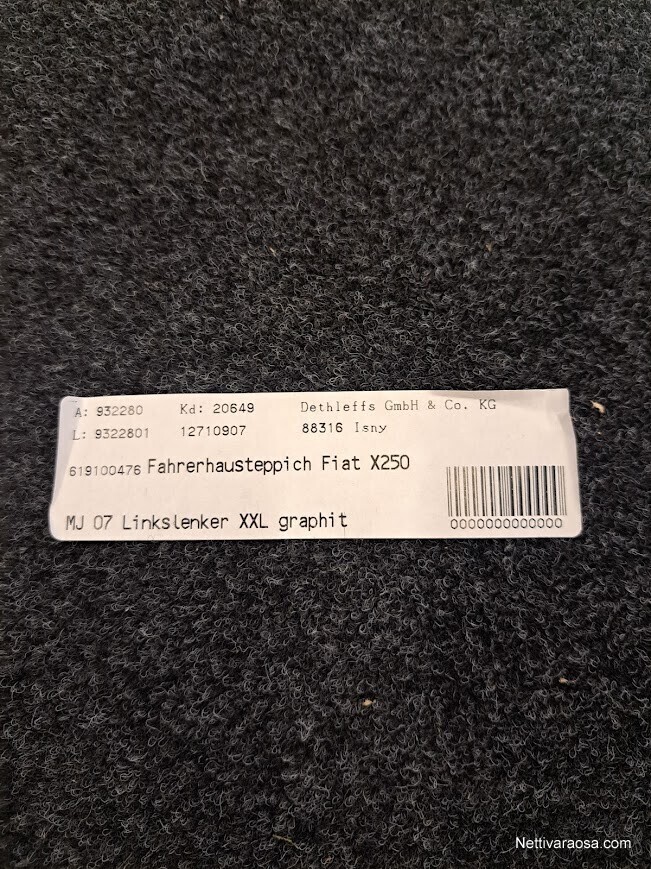 A: 932280 Kd: 20649 Dethleffs GmbH & Co. KG
L: 9322801 12710907 88316 Isny
619100476 Fahrerhausteppich Fiat X250
MJ 07 Linkslenker XXL graphit
0000000000000
Nettivaraosa.com